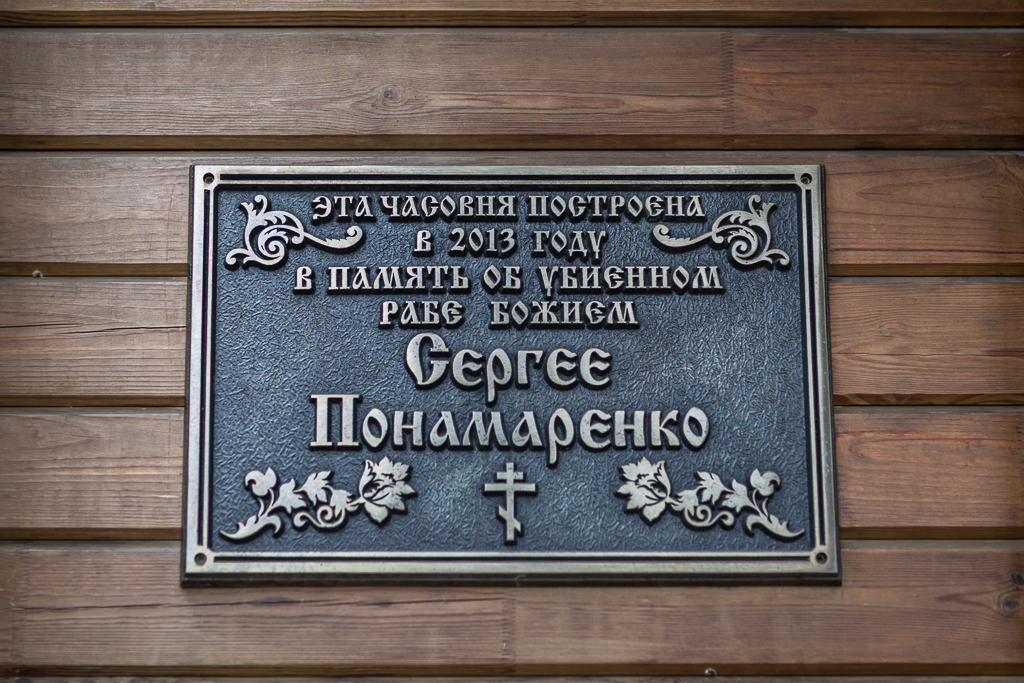 ЭТА ЧАСОВНЯ ПОСТРОЕНА
В 2013 ГОДУ
В ПАМЯТЬ ОБ УБИЕННОМ
РАБЕ БОЖИЕМ
Сергее
Понамаренко